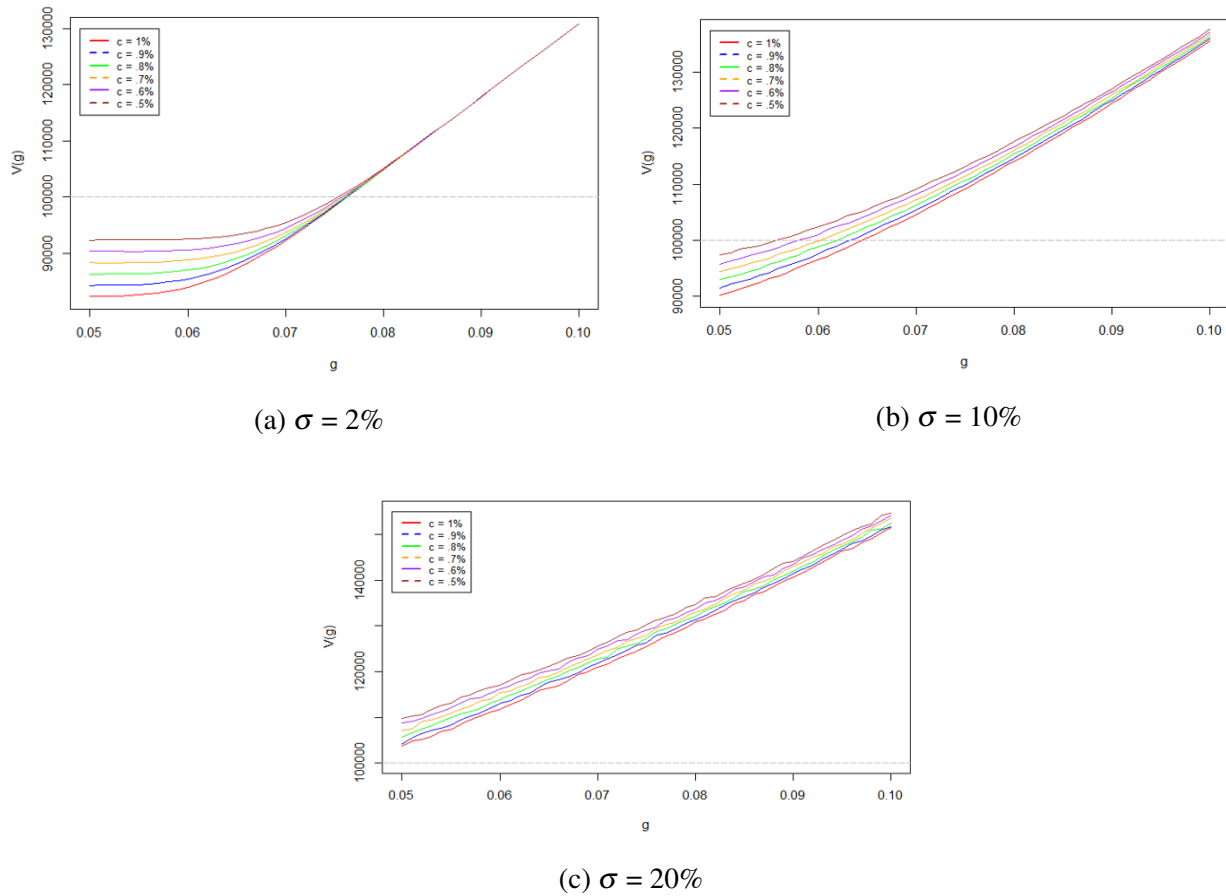 130000
120000
110000
100000
90000
V(g)
c = 1%
c = .9%
c = .8%
c = .7%
c = .6%
c = .5%
0.05 0.06 0.07 0.08 0.09 0.10
g
(a) σ = 2%
130000
120000
110000
100000
90000
V(g)
c = 1%
c = .9%
c = .8%
c = .7%
c = .6%
c = .5%
0.05 0.06 0.07 0.08 0.09 0.10
g
(b) σ = 10%
140000
120000
100000
V(g)
c = 1%
c = .9%
c = .8%
c = .7%
c = .6%
c = .5%
0.05 0.06 0.07 0.08 0.09 0.10
g
(c) σ = 20%